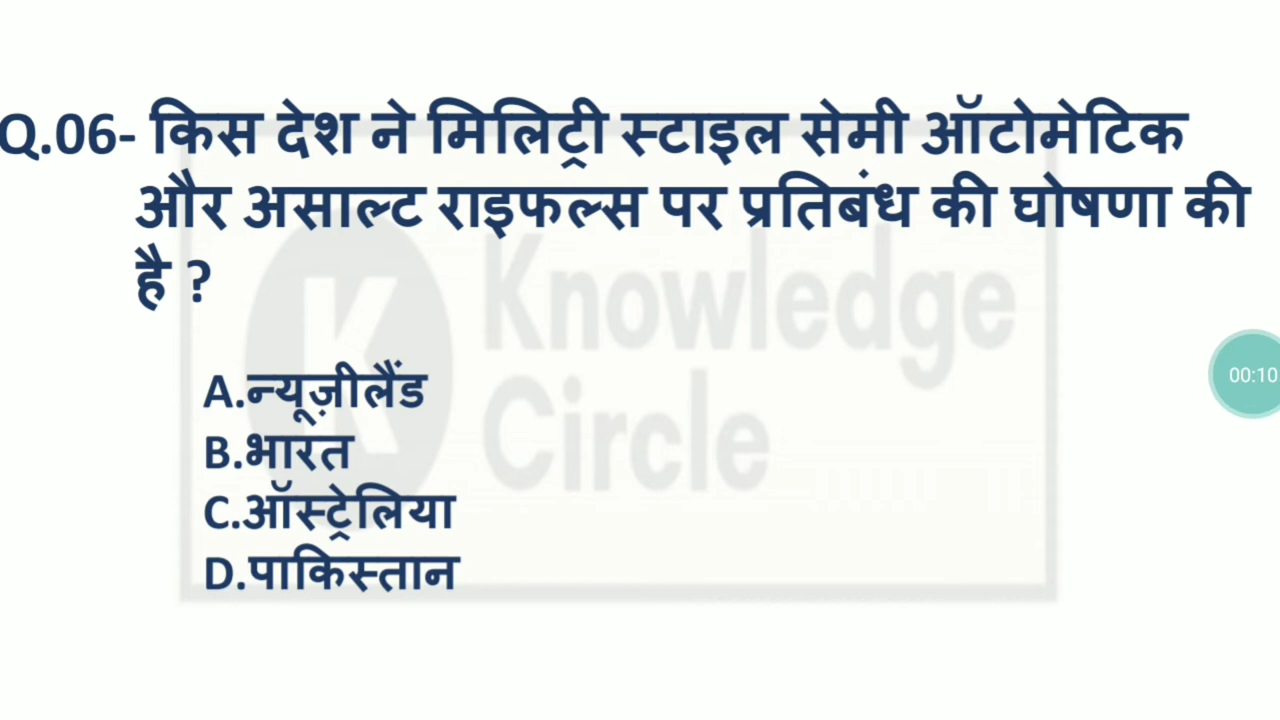 Q.06- किस देश ने मिलिट्री स्टाइल सेमी ऑटोमेटिक
और असाल्ट राइफल्स पर प्रतिबंध की घोषणा की
है ?
Knowledge
Circle
00:10
A.न्यूज़ीलैंड
B.भारत
C.ऑस्ट्रेलिया
D.पाकिस्तान